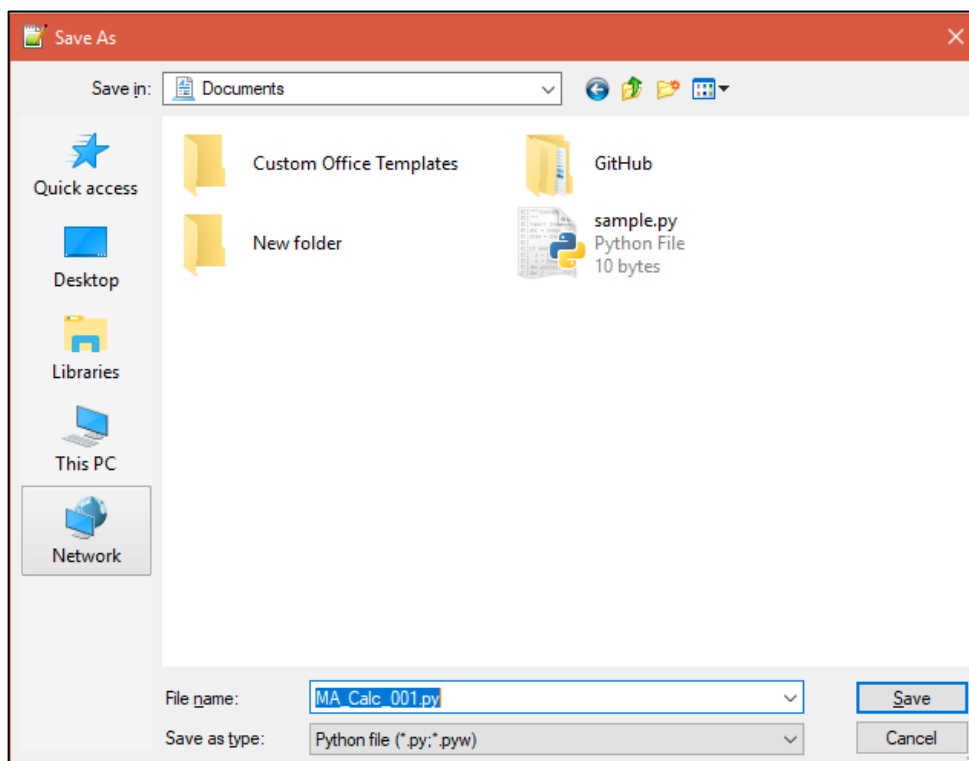 Save As
Save in:
Documents
Quick access
Desktop
Libraries
This PC
Network
Custom Office Templates
GitHub
New folder
sample.py
Python File
10 bytes
File name:
MA_Calc_001.py
Save
Save as type:
Python file (*.py;*.pyw)
Cancel